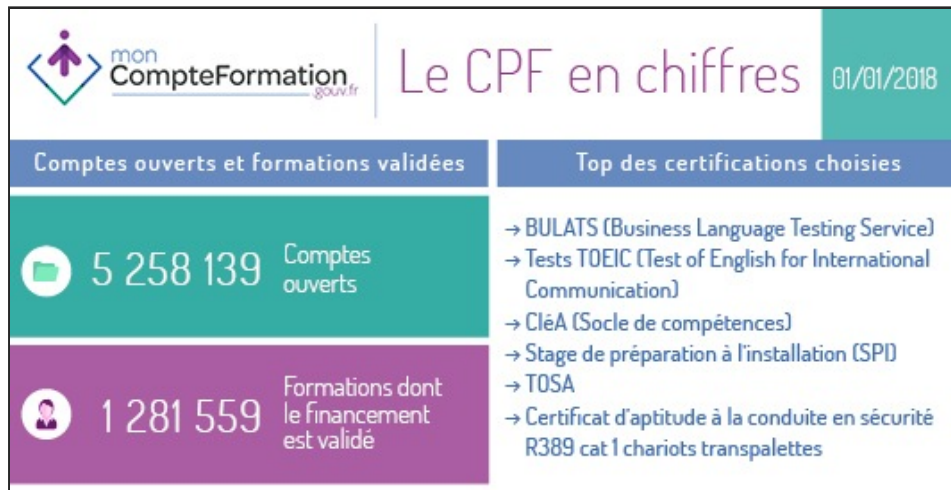 mon
CompteFormation
.gouv.fr
Le CPF en chiffres
01/01/2018
Comptes ouverts et formations validées
5 258 139
Comptes
ouverts
1 281 559
Formations dont
le financement
est validé
Top des certifications choisies
→ BULATS (Business Language Testing Service)
→ Tests TOEIC (Test of English for International
Communication)
→ CléA (Socle de compétences)
→ Stage de préparation à l'installation (SPI)
→ TOSA
→ Certificat d'aptitude à la conduite en sécurité
R389 cat 1 chariots transpalettes